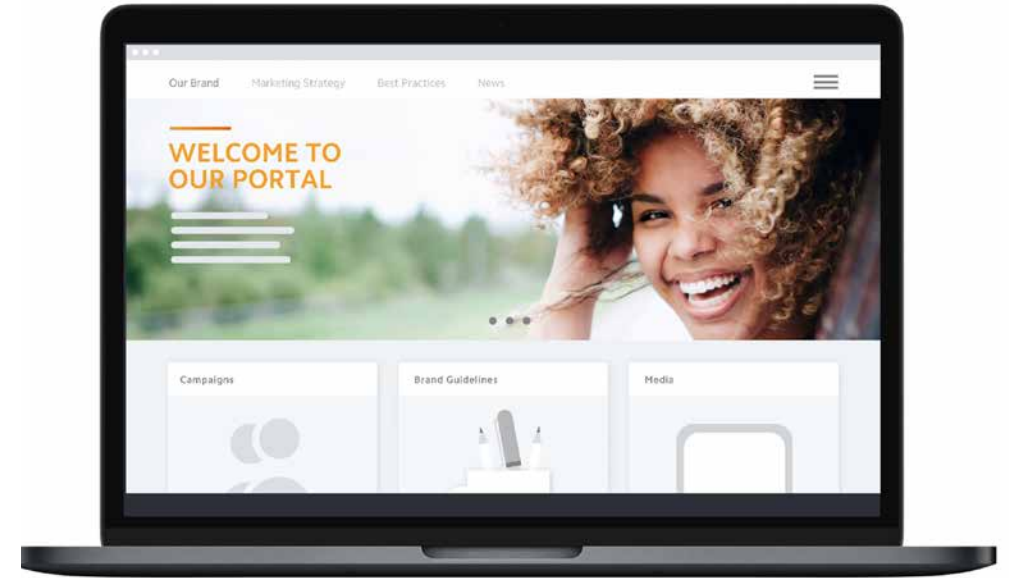 Our Brand Marketing Strategy Best Practices News
WELCOME TO
OUR PORTAL
Campaigns Brand Guidelines Media